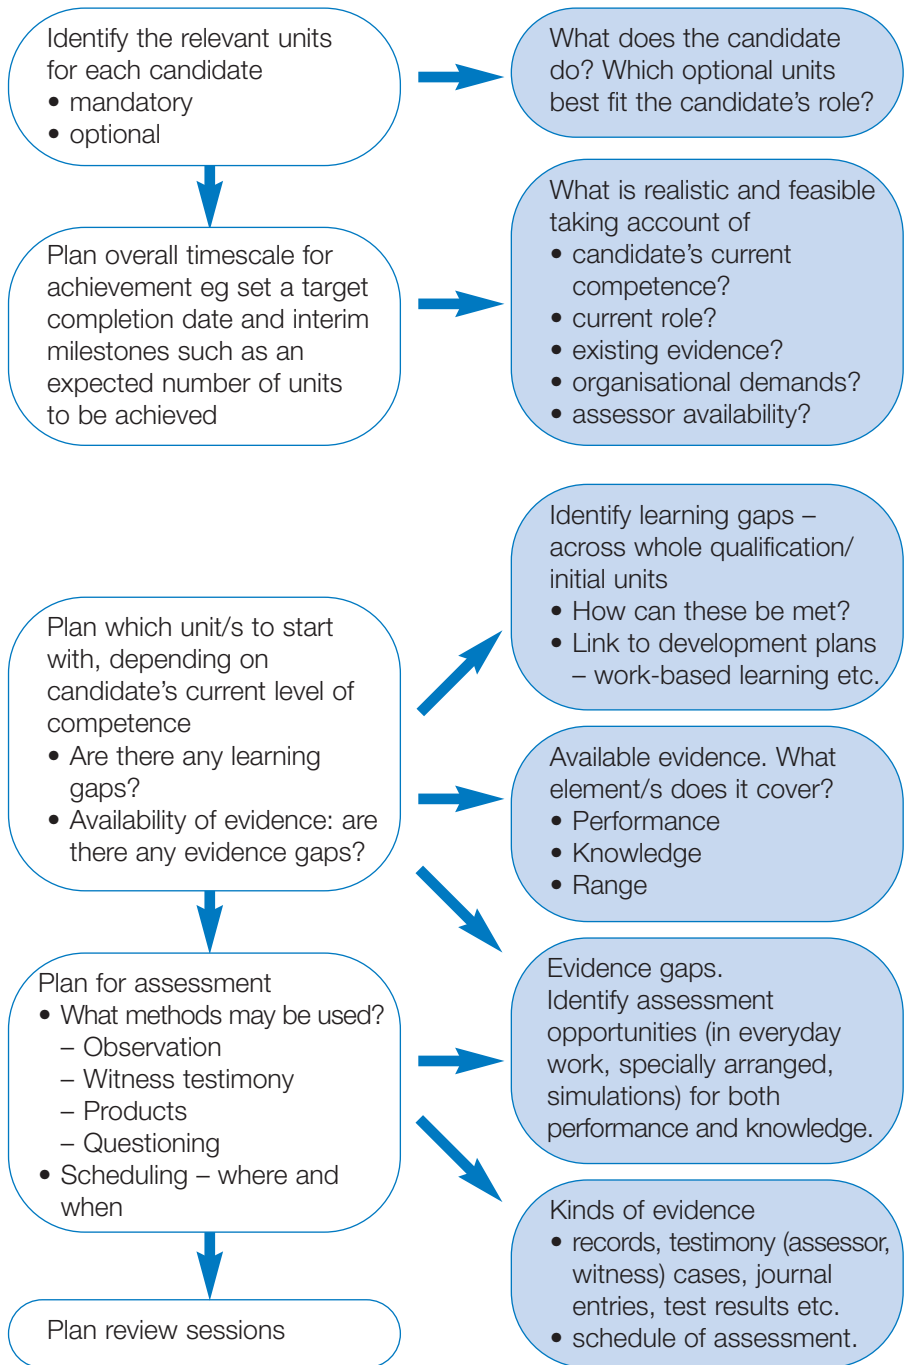 Identify the relevant units
for each candidate
• mandatory
• optional
What does the candidate
do? Which optional units
best fit the candidate's role?
Plan overall timescale for
achievement eg set a target
completion date and interim
milestones such as an
expected number of units
to be achieved
What is realistic and feasible
taking account of
• candidate's current
competence?
• current role?
• existing evidence?
• organisational demands?
• assessor availability?
Plan which unit/s to start
with, depending on
candidate's current level of
competence
• Are there any learning
gaps?
• Availability of evidence: are
there any evidence gaps?
Identify learning gaps –
across whole qualification/
initial units
• How can these be met?
• Link to development plans
– work-based learning etc.
Available evidence. What
element/s does it cover?
• Performance
• Knowledge
• Range
Plan for assessment
• What methods may be used?
– Observation
– Witness testimony
– Products
– Questioning
• Scheduling – where and
when
Evidence gaps.
Identify assessment
opportunities (in everyday
work, specially arranged,
simulations) for both
performance and knowledge.
Kinds of evidence
• records, testimony (assessor,
witness) cases, journal
entries, test results etc.
• schedule of assessment.
Plan review sessions